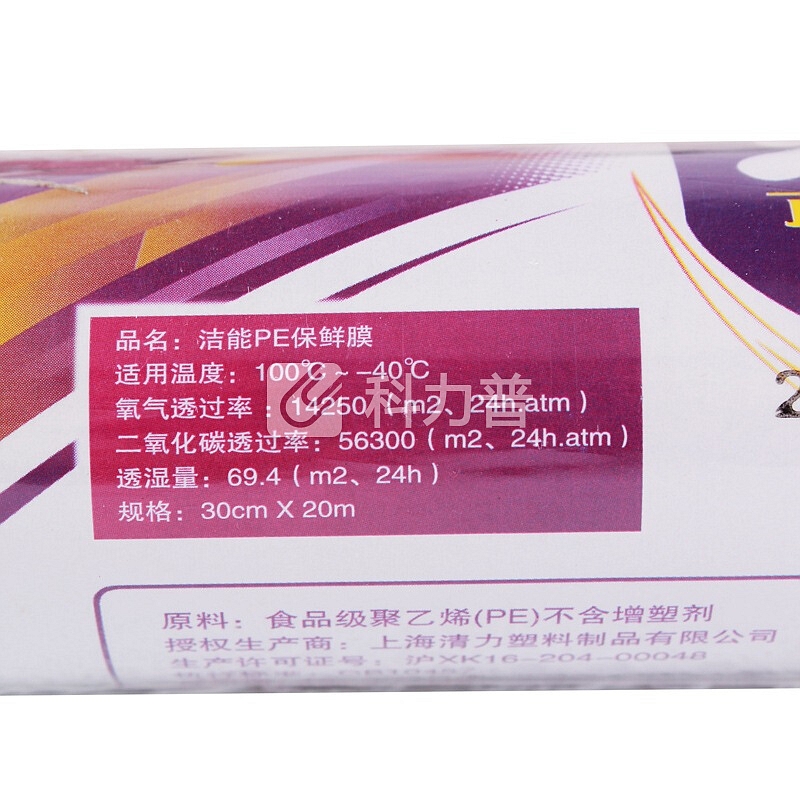 品名：洁能PE保鲜膜
适用温度：100℃～-40℃
氧气透过率：14250（m2、24h.atm）
二氧化碳透过率：56300（m2、24h.atm）
透湿量：69.4（m2、24h）
规格：30cm X 20m
科力普
2
原料：食品级聚乙烯(PE)不含增塑剂
授权生产商：上海清力塑料制品有限公司
生产许可证号：沪XK16-204-00048